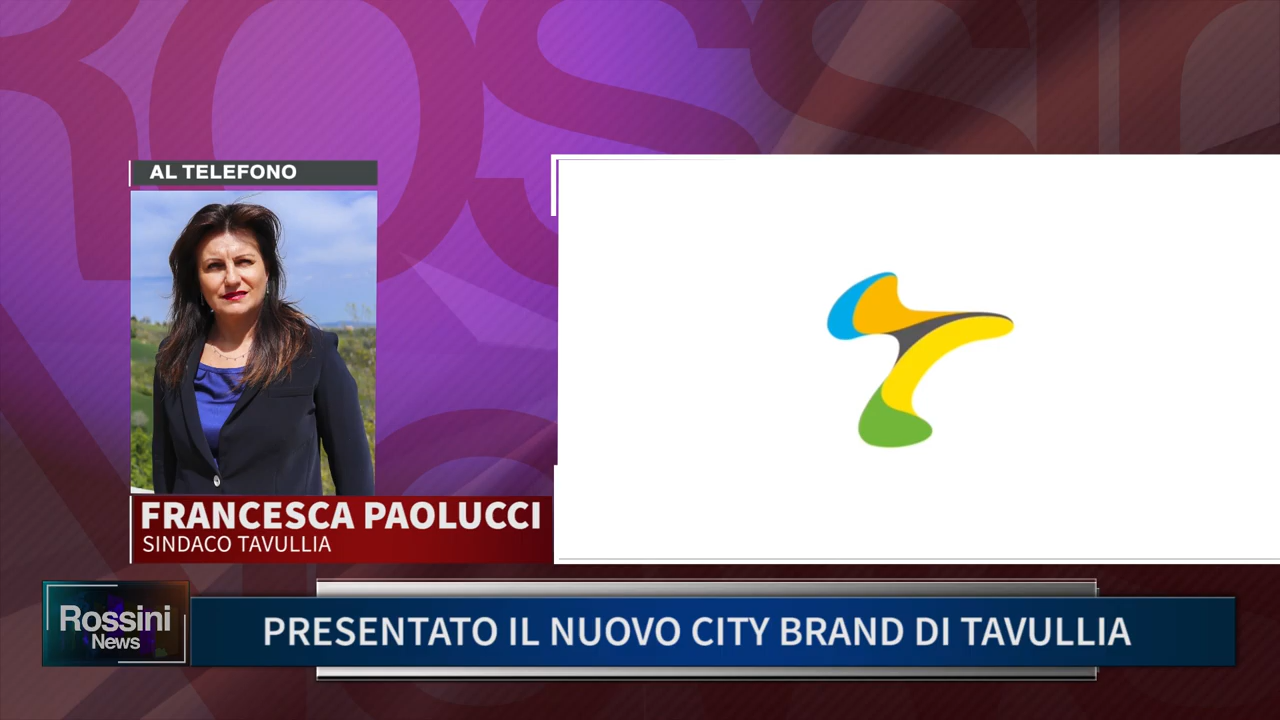 AL TELEFONO
FRANCESCA PAOLUCCI
SINDACO TAVULLIA
Rossini
News
PRESENTATO IL NUOVO CITY BRAND DI TAVULLIA